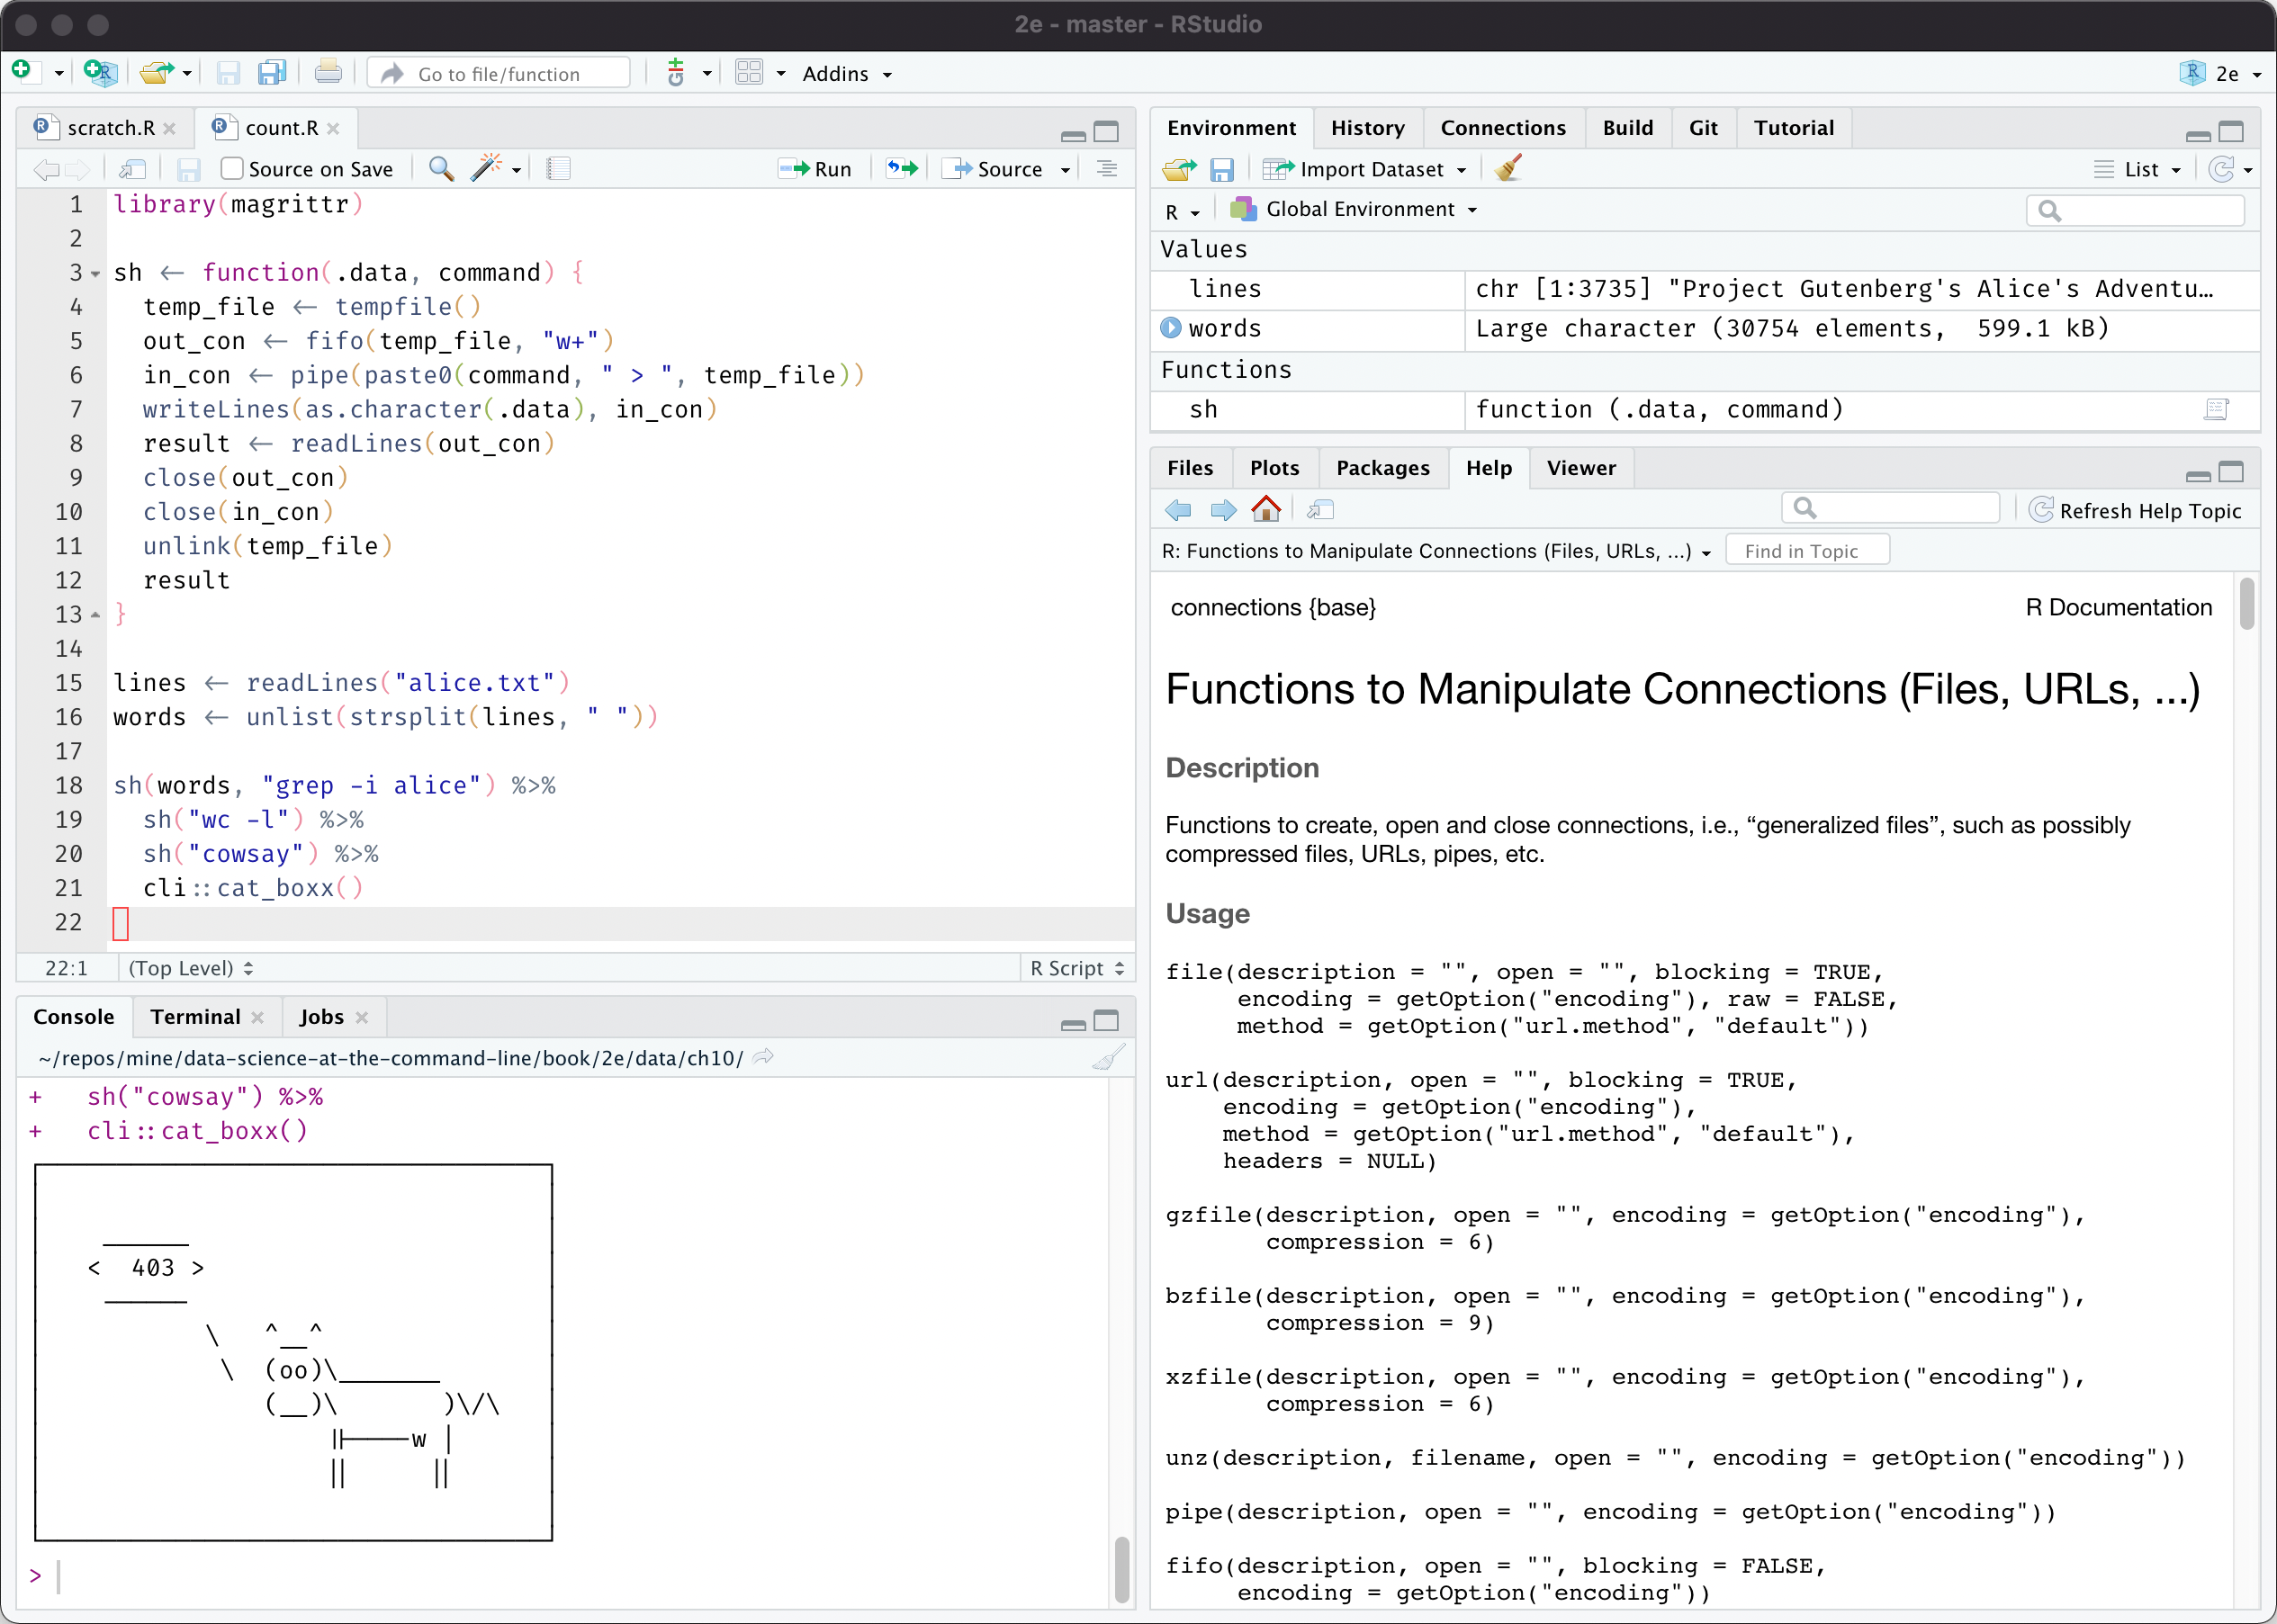 2e - master - RStudio
Go to file/function
Addins
2e
scratch.R
count.R
Source on Save
Run
Source
1 library(magrittr)
2
3 sh ← function(.data, command) {
4   temp_file ← tempfile()
5   out_con ← fifo(temp_file, "w+")
6   in_con ← pipe(paste0(command, " > ", temp_file))
7   writeLines(as.character(.data), in_con)
8   result ← readLines(out_con)
9   close(out_con)
10   close(in_con)
11   unlink(temp_file)
12   result
13 }
14
15 lines ← readLines("alice.txt")
16 words ← unlist(strsplit(lines, " "))
17
18 sh(words, "grep -i alice") %>%
19   sh("wc -l") %>%
20   sh("cowsay") %>%
21   cli::cat_boxx()
22
22:1 (Top Level) R Script
Console Terminal Jobs
~/repos/mine/data-science-at-the-command-line/book/2e/data/ch10/
+   sh("cowsay") %>%
+   cli::cat_boxx()
 ______
<  403 >
 ------
        \   ^__^
         \  (oo)\_______
            (__)\       )\/\
                ||----w |
                ||     ||
>
Environment History Connections Build Git Tutorial
Import Dataset
List
R Global Environment
Values
lines chr [1:3735] "Project Gutenberg's Alice's Adventu…
words Large character (30754 elements,  599.1 kB)
Functions
sh function (.data, command)
Files Plots Packages Help Viewer
Refresh Help Topic
R: Functions to Manipulate Connections (Files, URLs, ...)
Find in Topic
connections {base} R Documentation
Functions to Manipulate Connections (Files, URLs, ...)
Description
Functions to create, open and close connections, i.e., “generalized files”, such as possibly
compressed files, URLs, pipes, etc.
Usage
file(description = "", open = "", blocking = TRUE,
     encoding = getOption("encoding"), raw = FALSE,
     method = getOption("url.method", "default"))
url(description, open = "", blocking = TRUE,
    encoding = getOption("encoding"),
    method = getOption("url.method", "default"),
    headers = NULL)
gzfile(description, open = "", encoding = getOption("encoding"),
       compression = 6)
bzfile(description, open = "", encoding = getOption("encoding"),
       compression = 9)
xzfile(description, open = "", encoding = getOption("encoding"),
       compression = 6)
unz(description, filename, open = "", encoding = getOption("encoding"))
pipe(description, open = "", encoding = getOption("encoding"))
fifo(description, open = "", blocking = FALSE,
     encoding = getOption("encoding"))